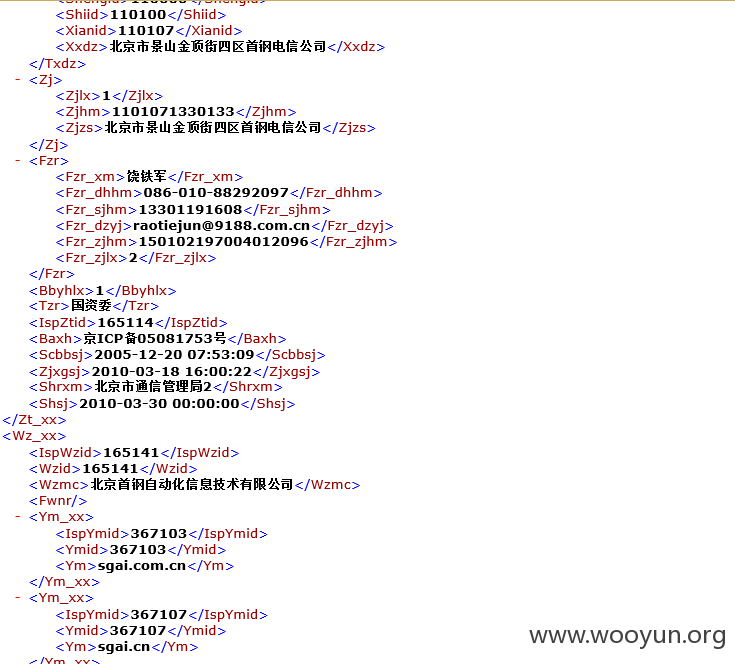 <Shiid>110100</Shiid>
<Xianid>110107</Xianid>
<Xxdz>北京市景山金顶街四区首钢电信公司</Xxdz>
</Txdz>
- <Zj>
<Zjlx>1</Zjlx>
<Zjhm>1101071330133</Zjhm>
<Zjzs>北京市景山金顶街四区首钢电信公司</Zjzs>
</Zj>
- <Fzr>
<Fzr_xm>饶铁军</Fzr_xm>
<Fzr_dhhm>086-010-88292097</Fzr_dhhm>
<Fzr_sjhm>13301191608</Fzr_sjhm>
<Fzr_dzyj>raotiejun@9188.com.cn</Fzr_dzyj>
<Fzr_zjhm>150102197004012096</Fzr_zjhm>
<Fzr_zjlx>2</Fzr_zjlx>
</Fzr>
<Bbyhlx>1</Bbyhlx>
<Tzr>国资委</Tzr>
<IspZtid>165114</IspZtid>
<Baxh>京ICP备05081753号</Baxh>
<Scbbsj>2005-12-20 07:53:09</Scbbsj>
<Zjxgsj>2010-03-18 16:00:22</Zjxgsj>
<Shrxm>北京市通信管理局2</Shrxm>
<Shsj>2010-03-30 00:00:00</Shsj>
</Zt_xx>
<Wz_xx>
<IspWzid>165141</IspWzid>
<Wzid>165141</Wzid>
<Wzmc>北京首钢自动化信息技术有限公司</Wzmc>
<Fwnr/>
- <Ym_xx>
<IspYmid>367103</IspYmid>
<Ymid>367103</Ymid>
<Ym>sgai.com.cn</Ym>
</Ym_xx>
- <Ym_xx>
<IspYmid>367107</IspYmid>
<Ymid>367107</Ymid>
<Ym>sgai.cn</Ym>
</Ym_xx>
www.wooyun.org